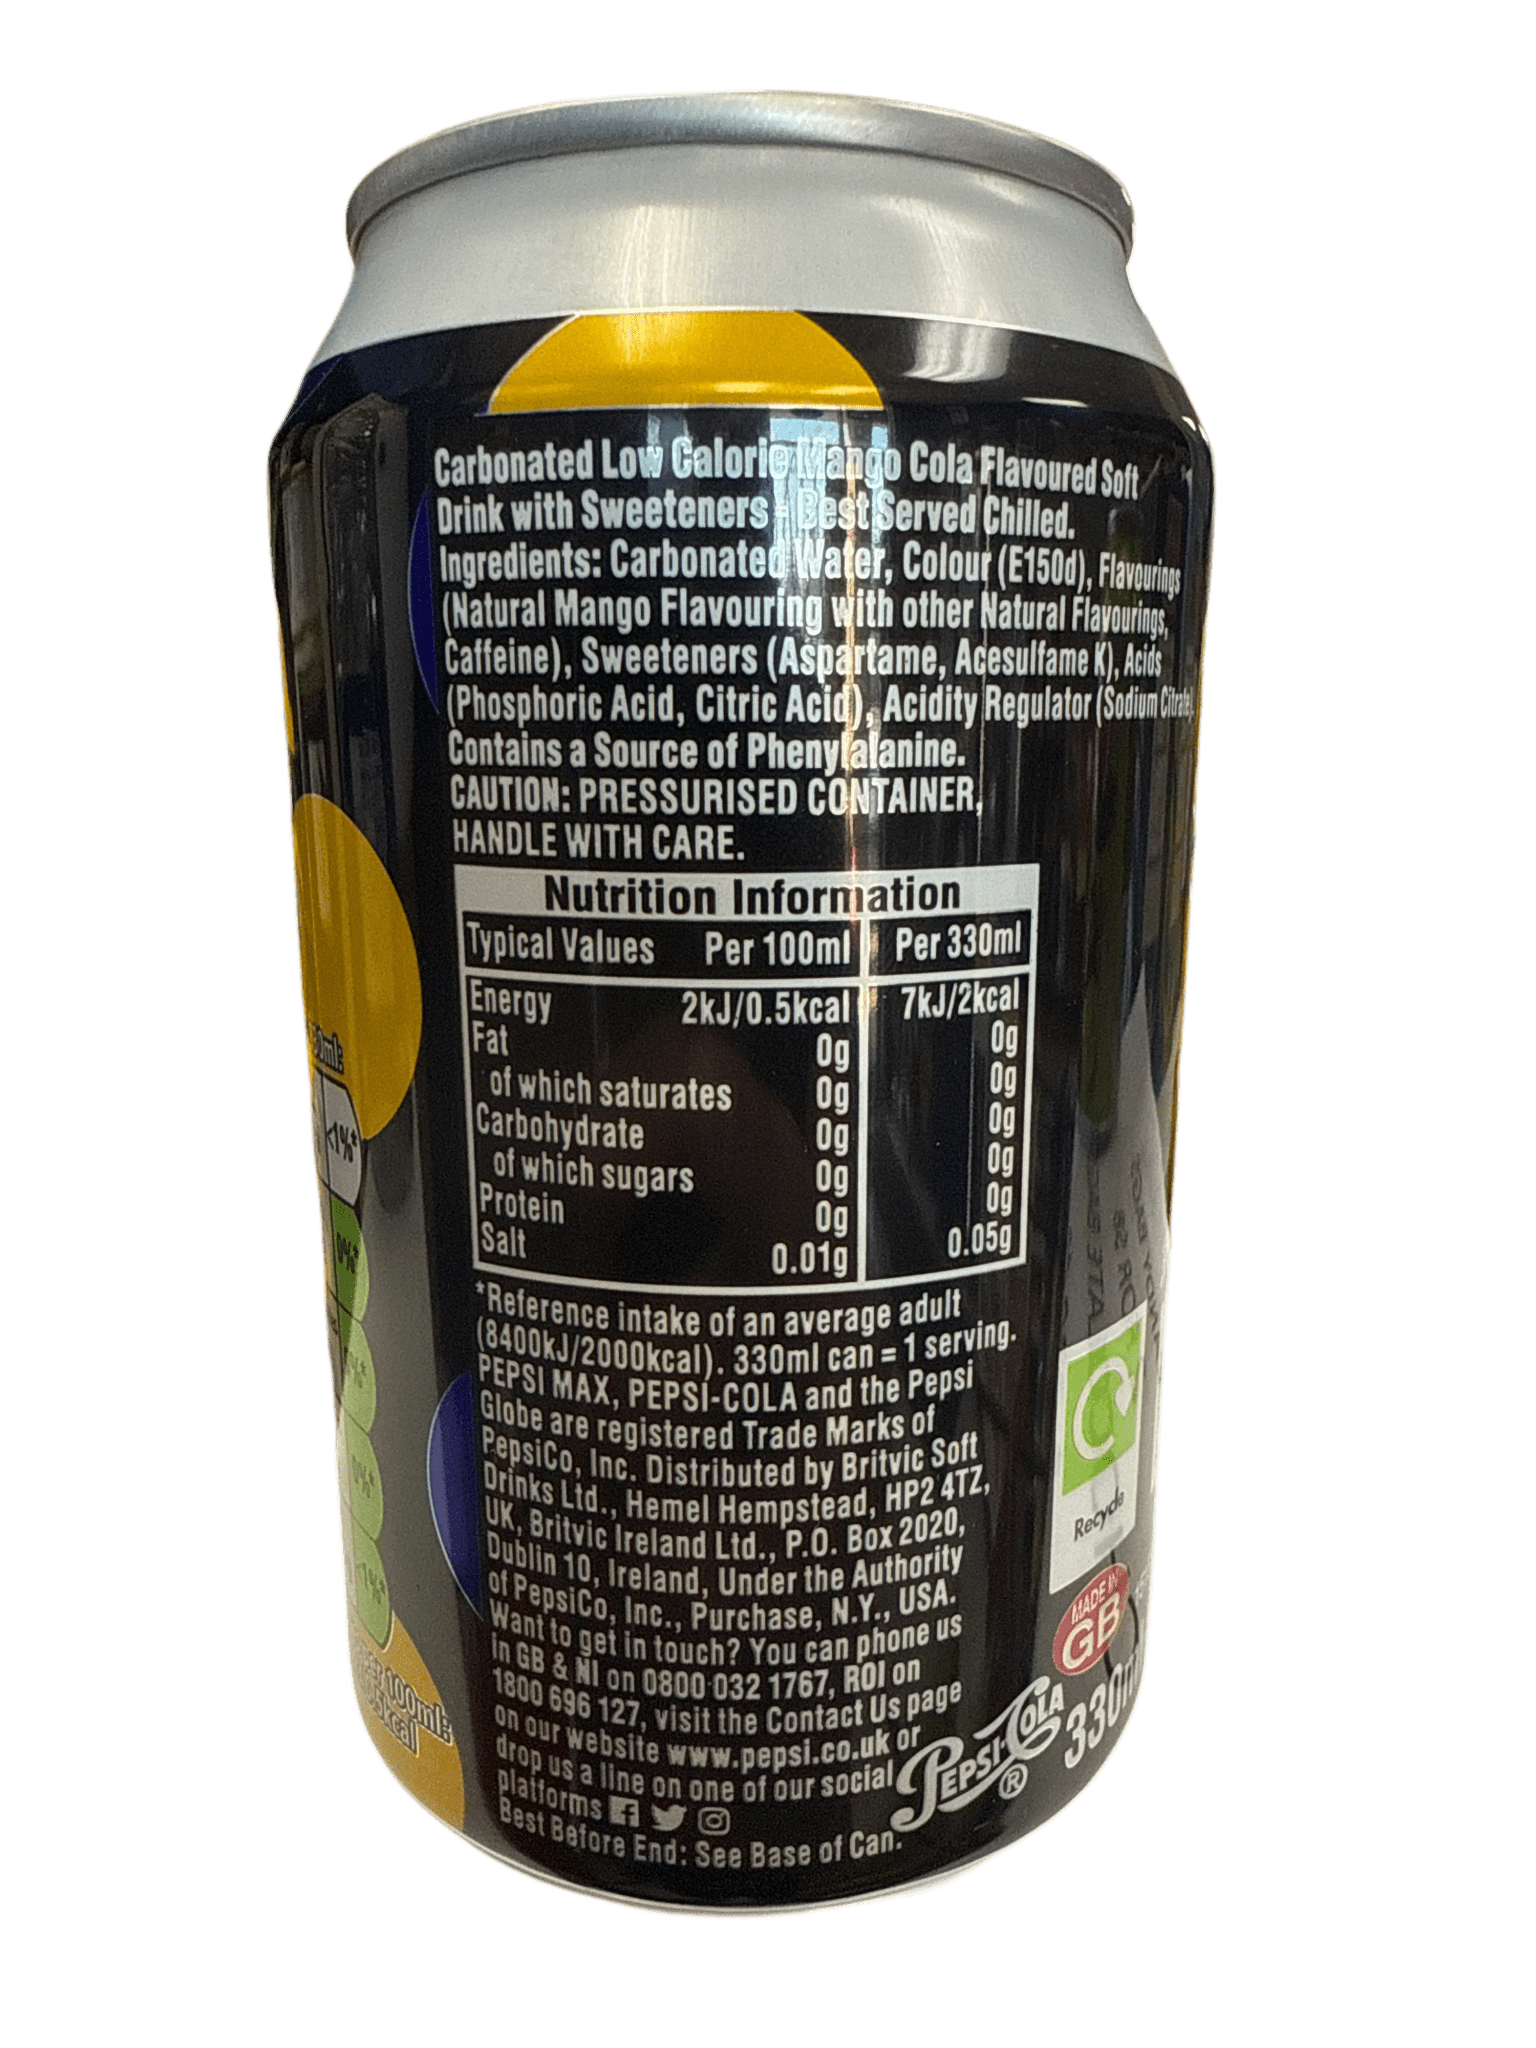 Carbonated Low Calorie Mango Cola Flavoured Soft
Drink with Sweeteners - Best Served Chilled.
Ingredients: Carbonated Water, Colour (E150d), Flavourings
(Natural Mango Flavouring with other Natural Flavourings,
Caffeine), Sweeteners (Aspartame, Acesulfame K), Acids
(Phosphoric Acid, Citric Acid), Acidity Regulator (Sodium Citrate).
Contains a Source of Phenylalanine.
CAUTION: PRESSURISED CONTAINER,
HANDLE WITH CARE.
Nutrition Information
Typical Values Per 100ml Per 330ml
Energy 2kJ/0.5kcal 7kJ/2kcal
Fat 0g 0g
of which saturates 0g 0g
Carbohydrate 0g 0g
of which sugars 0g 0g
Protein 0g 0g
Salt 0.01g 0.05g
*Reference intake of an average adult
(8400kJ/2000kcal). 330ml can = 1 serving.
PEPSI MAX, PEPSI-COLA and the Pepsi
Globe are registered Trade Marks of
PepsiCo, Inc. Distributed by Britvic Soft
Drinks Ltd., Hemel Hempstead, HP2 4TZ,
UK, Britvic Ireland Ltd., P.O. Box 2020,
Dublin 10, Ireland, Under the Authority
of PepsiCo, Inc., Purchase, N.Y., USA.
Want to get in touch? You can phone us
in GB & NI on 0800 032 1767, ROI on
1800 696 127, visit the Contact Us page
on our website www.pepsi.co.uk or
drop us a line on one of our social
platforms
Best Before End: See Base of Can.
PEPSI-COLA®
Recycle
MADE IN
GB
<1%*
0%*
0%*
<1%*
100ml: